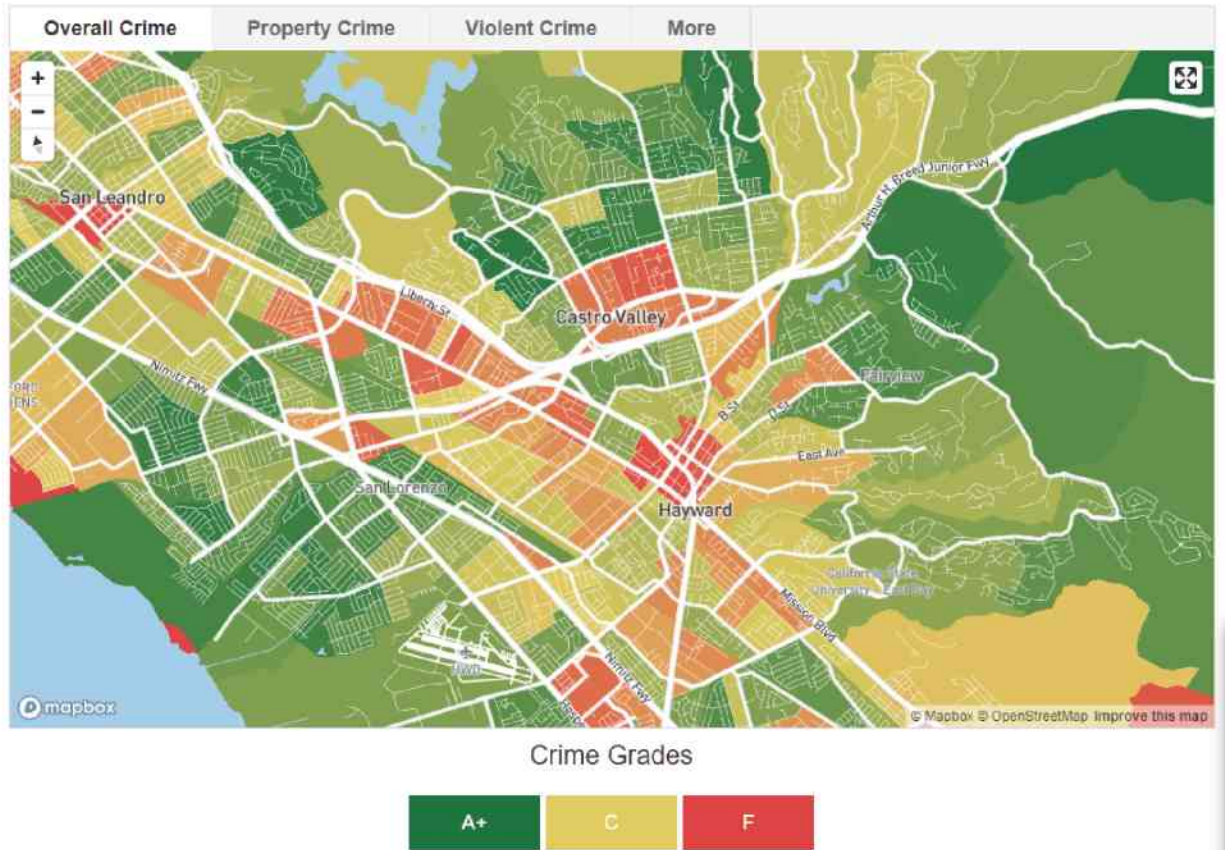 Overall Crime Property Crime Violent Crime More
+
−
San Leandro
Arthur H. Breed Junior Fwy
Liberty St
Castro Valley
Nimitz Fwy
Fairview
B St
D St
East Ave
San Lorenzo
Hayward
California State
University - East Bay
Mission Blvd
HWD
Nimitz Fwy
mapbox
© Mapbox © OpenStreetMap Improve this map
Crime Grades
A+ C F